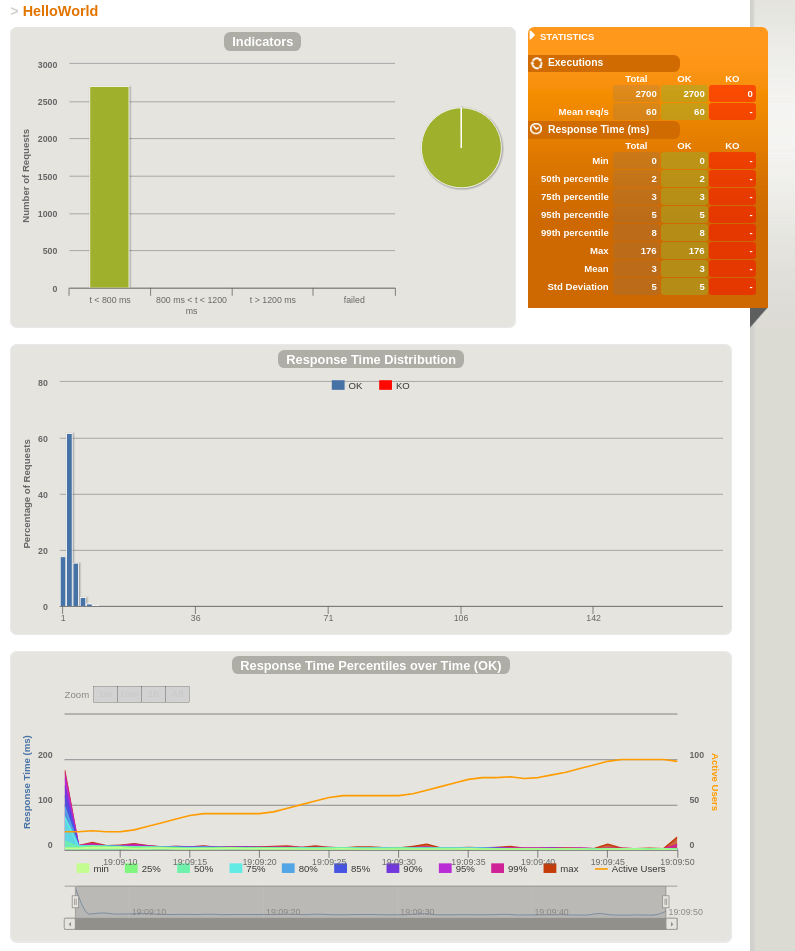 > HelloWorld
Indicators
3000
2500
2000
1500
1000
500
0
Number of Requests
t < 800 ms
800 ms < t < 1200
ms
t > 1200 ms
failed
STATISTICS
Executions
Total OK KO
2700 2700 0
Mean req/s 60 60 -
Response Time (ms)
Total OK KO
Min 0 0 -
50th percentile 2 2 -
75th percentile 3 3 -
95th percentile 5 5 -
99th percentile 8 8 -
Max 176 176 -
Mean 3 3 -
Std Deviation 5 5 -
Response Time Distribution
OK KO
80
60
40
20
0
Percentage of Requests
1 36 71 106 142
Response Time Percentiles over Time (OK)
Zoom
200
100
0
Response Time (ms)
100
50
0
Active Users
19:09:10 19:09:15 19:09:20 19:09:25 19:09:30 19:09:35 19:09:40 19:09:45 19:09:50
min 25% 50% 75% 80% 85% 90% 95% 99% max Active Users
19:09:10 19:09:20 19:09:30 19:09:40 19:09:50